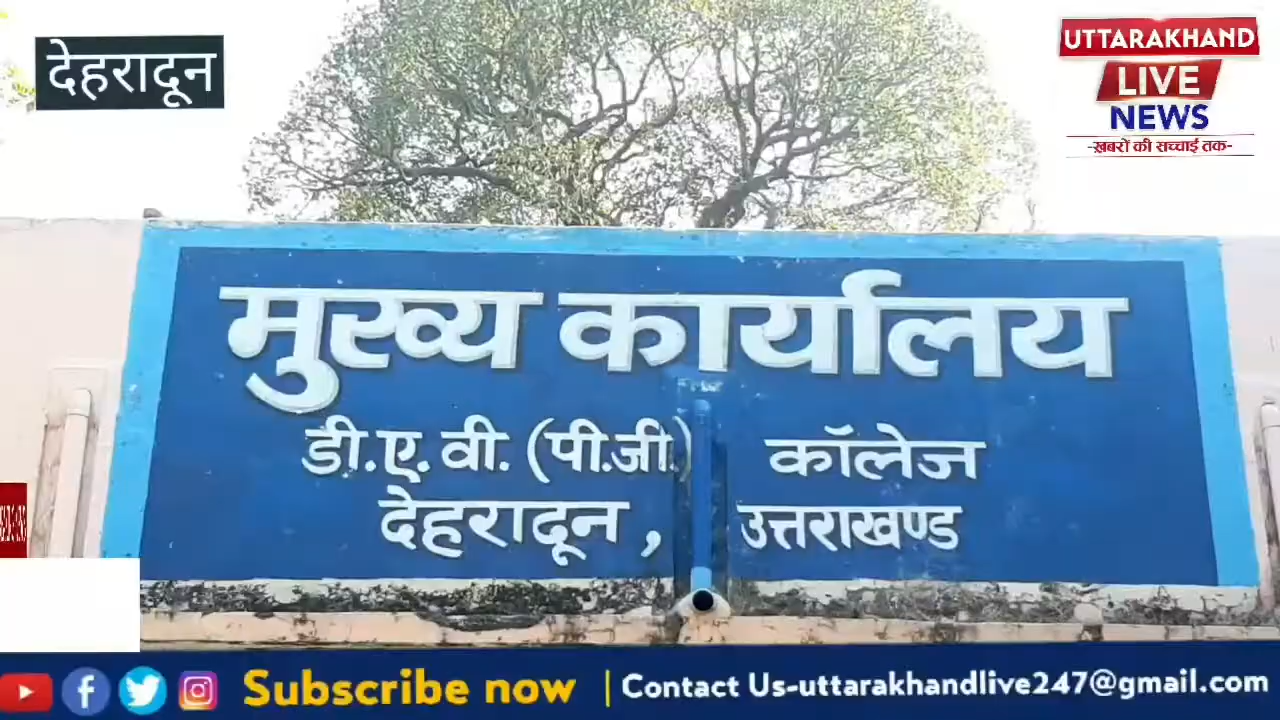 देहरादून
UTTARAKHAND
LIVE
NEWS
-ख़बरों की सच्चाई तक-
मुख्य कार्यालय
डी.ए.वी. (पी.जी.) कॉलेज
देहरादून , उत्तराखण्ड
Subscribe now | Contact Us-uttarakhandlive247@gmail.com